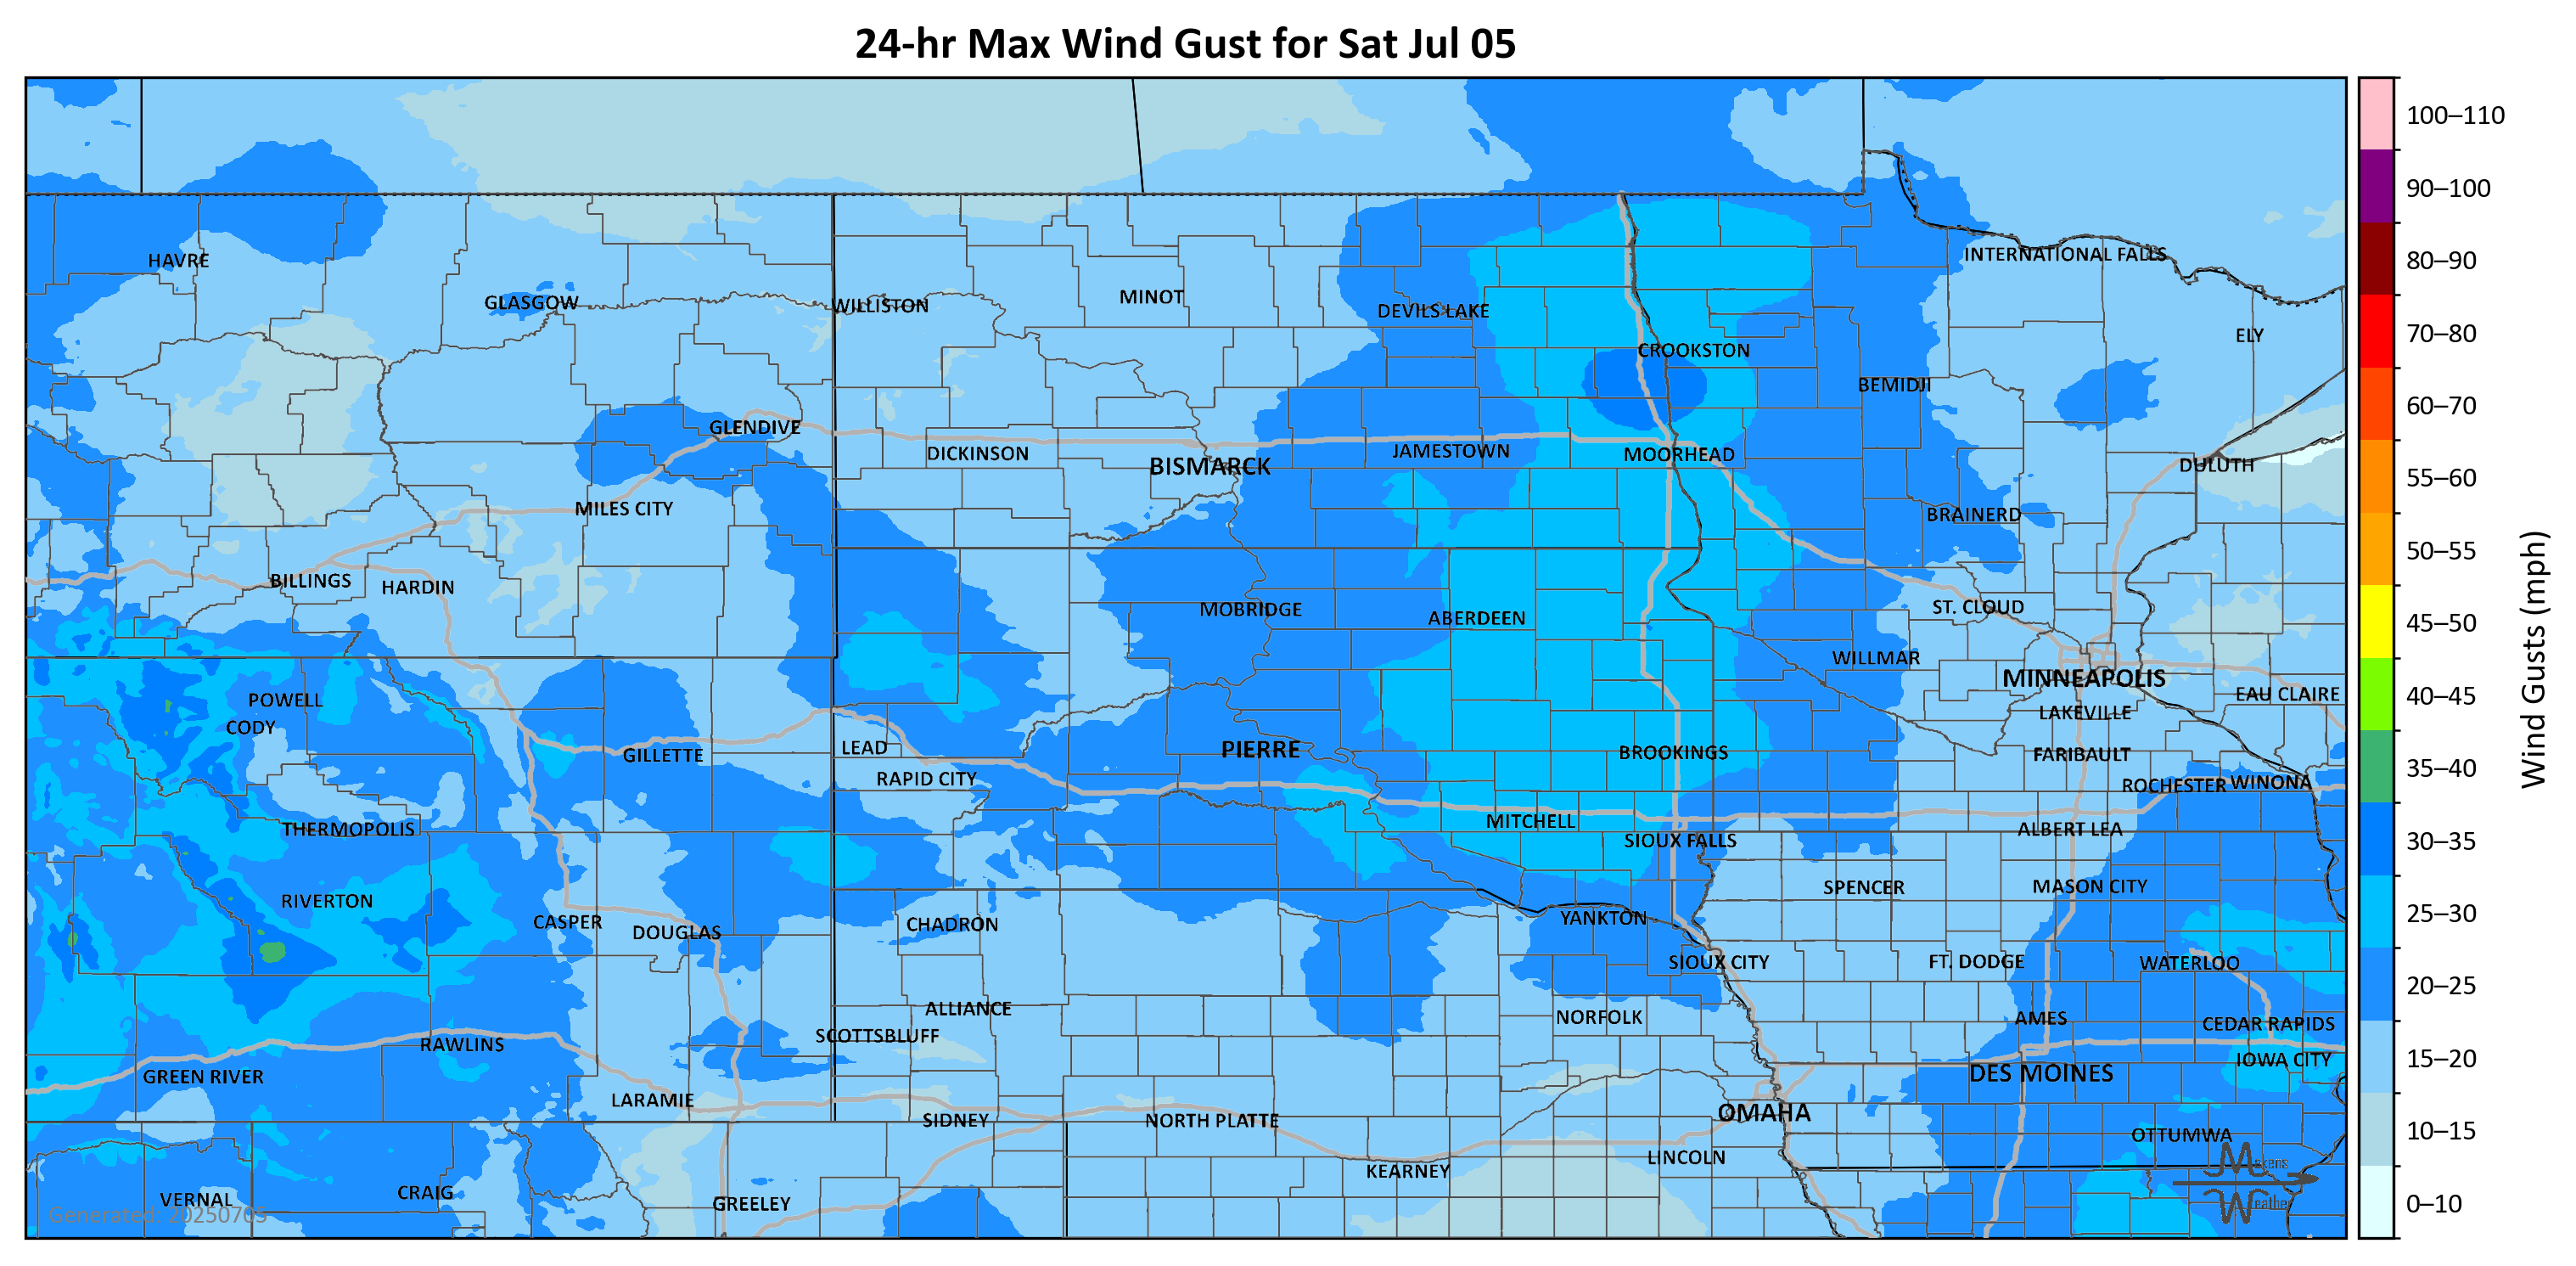 24-hr Max Wind Gust for Sat Jul 05
100–110
90–100
80–90
70–80
60–70
55–60
50–55
45–50
40–45
35–40
30–35
25–30
20–25
15–20
10–15
0–10
Wind Gusts (mph)
HAVRE
INTERNATIONAL FALLS
GLASGOW
WILLISTON
MINOT
DEVILS LAKE
ELY
CROOKSTON
BEMIDJI
GLENDIVE
DICKINSON
BISMARCK
JAMESTOWN
MOORHEAD
DULUTH
MILES CITY
BRAINERD
BILLINGS
HARDIN
MOBRIDGE
ABERDEEN
ST. CLOUD
WILLMAR
MINNEAPOLIS
POWELL
EAU CLAIRE
CODY
LAKEVILLE
GILLETTE
LEAD
PIERRE
BROOKINGS
FARIBAULT
RAPID CITY
ROCHESTER
WINONA
THERMOPOLIS
MITCHELL
SIOUX FALLS
ALBERT LEA
RIVERTON
SPENCER
MASON CITY
CASPER
DOUGLAS
CHADRON
YANKTON
SIOUX CITY
FT. DODGE
WATERLOO
ALLIANCE
NORFOLK
AMES
CEDAR RAPIDS
SCOTTSBLUFF
RAWLINS
IOWA CITY
GREEN RIVER
DES MOINES
LARAMIE
SIDNEY
NORTH PLATTE
OMAHA
OTTUMWA
KEARNEY
LINCOLN
VERNAL
CRAIG
GREELEY
Generated: 20250705
Makens
Weather